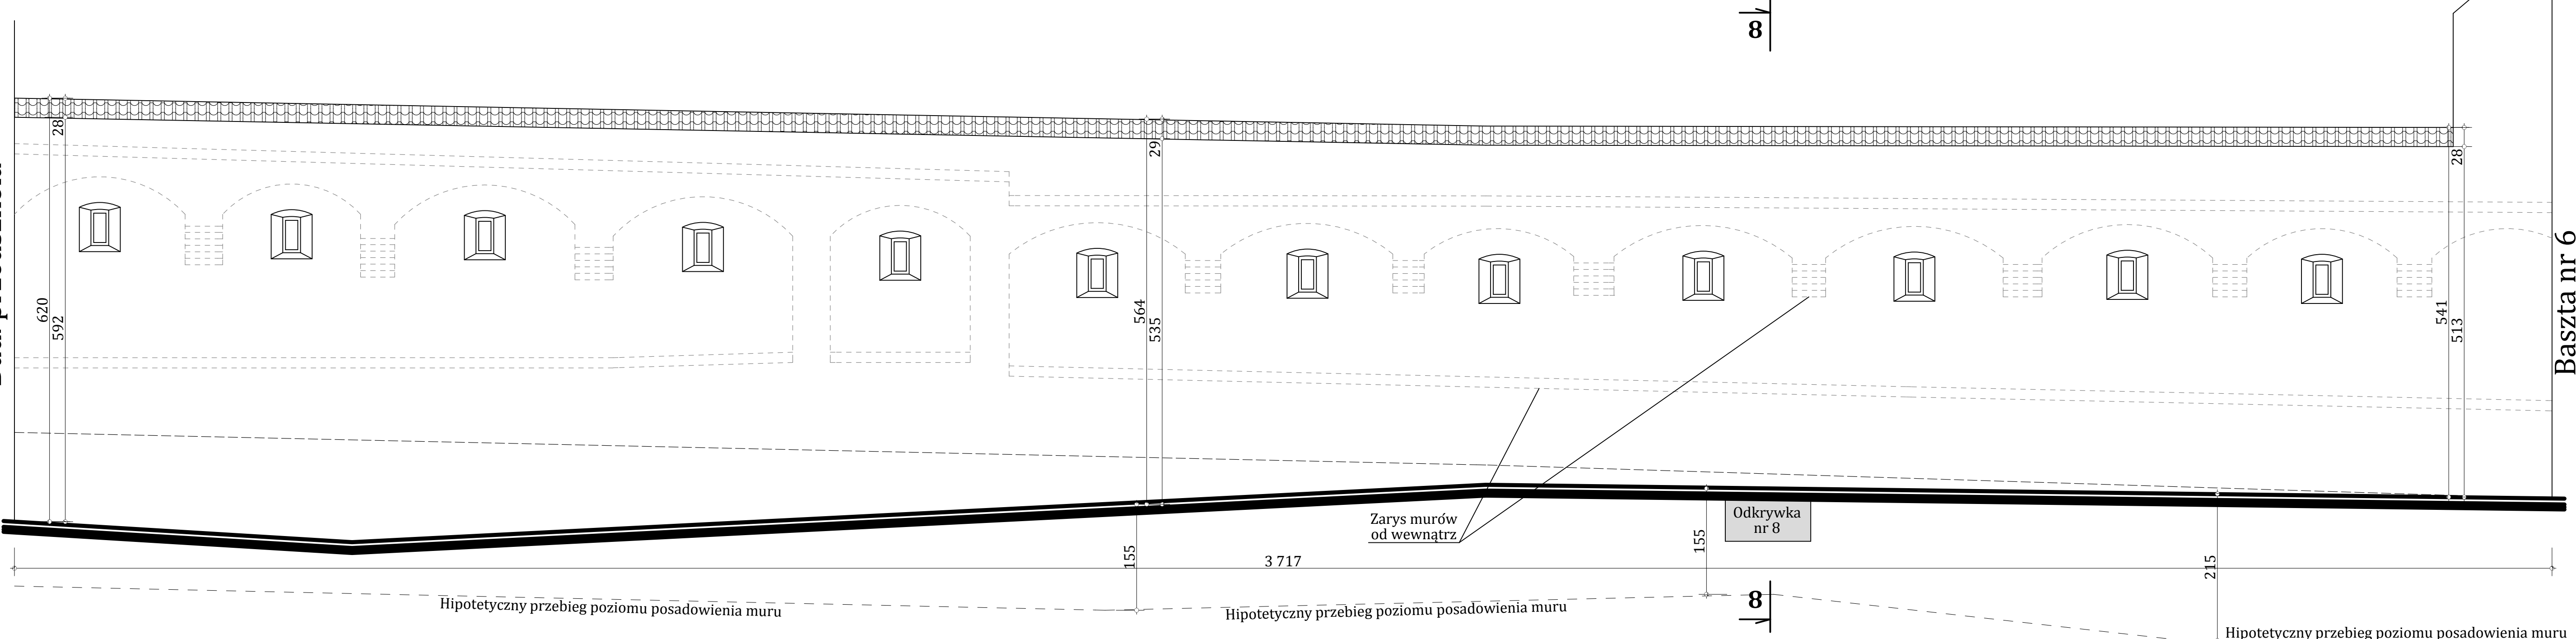 8
28
29
28
620
592
564
535
541
513
Baszta nr 6
Zarys murów
od wewnątrz
Odkrywka
nr 8
155
155
215
3 717
8
Hipotetyczny przebieg poziomu posadowienia muru
Hipotetyczny przebieg poziomu posadowienia muru
Hipotetyczny przebieg poziomu posadowienia muru